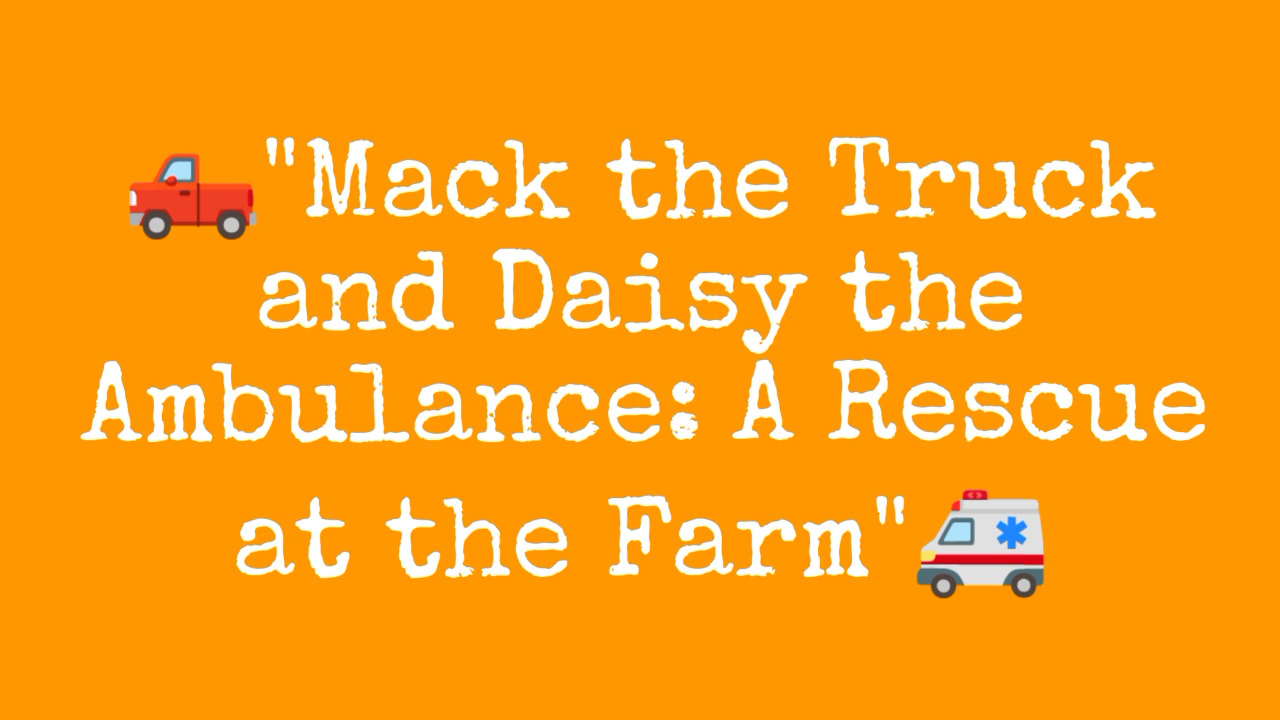 🛻"Mack the Truck
and Daisy the
Ambulance: A Rescue
at the Farm"🚑